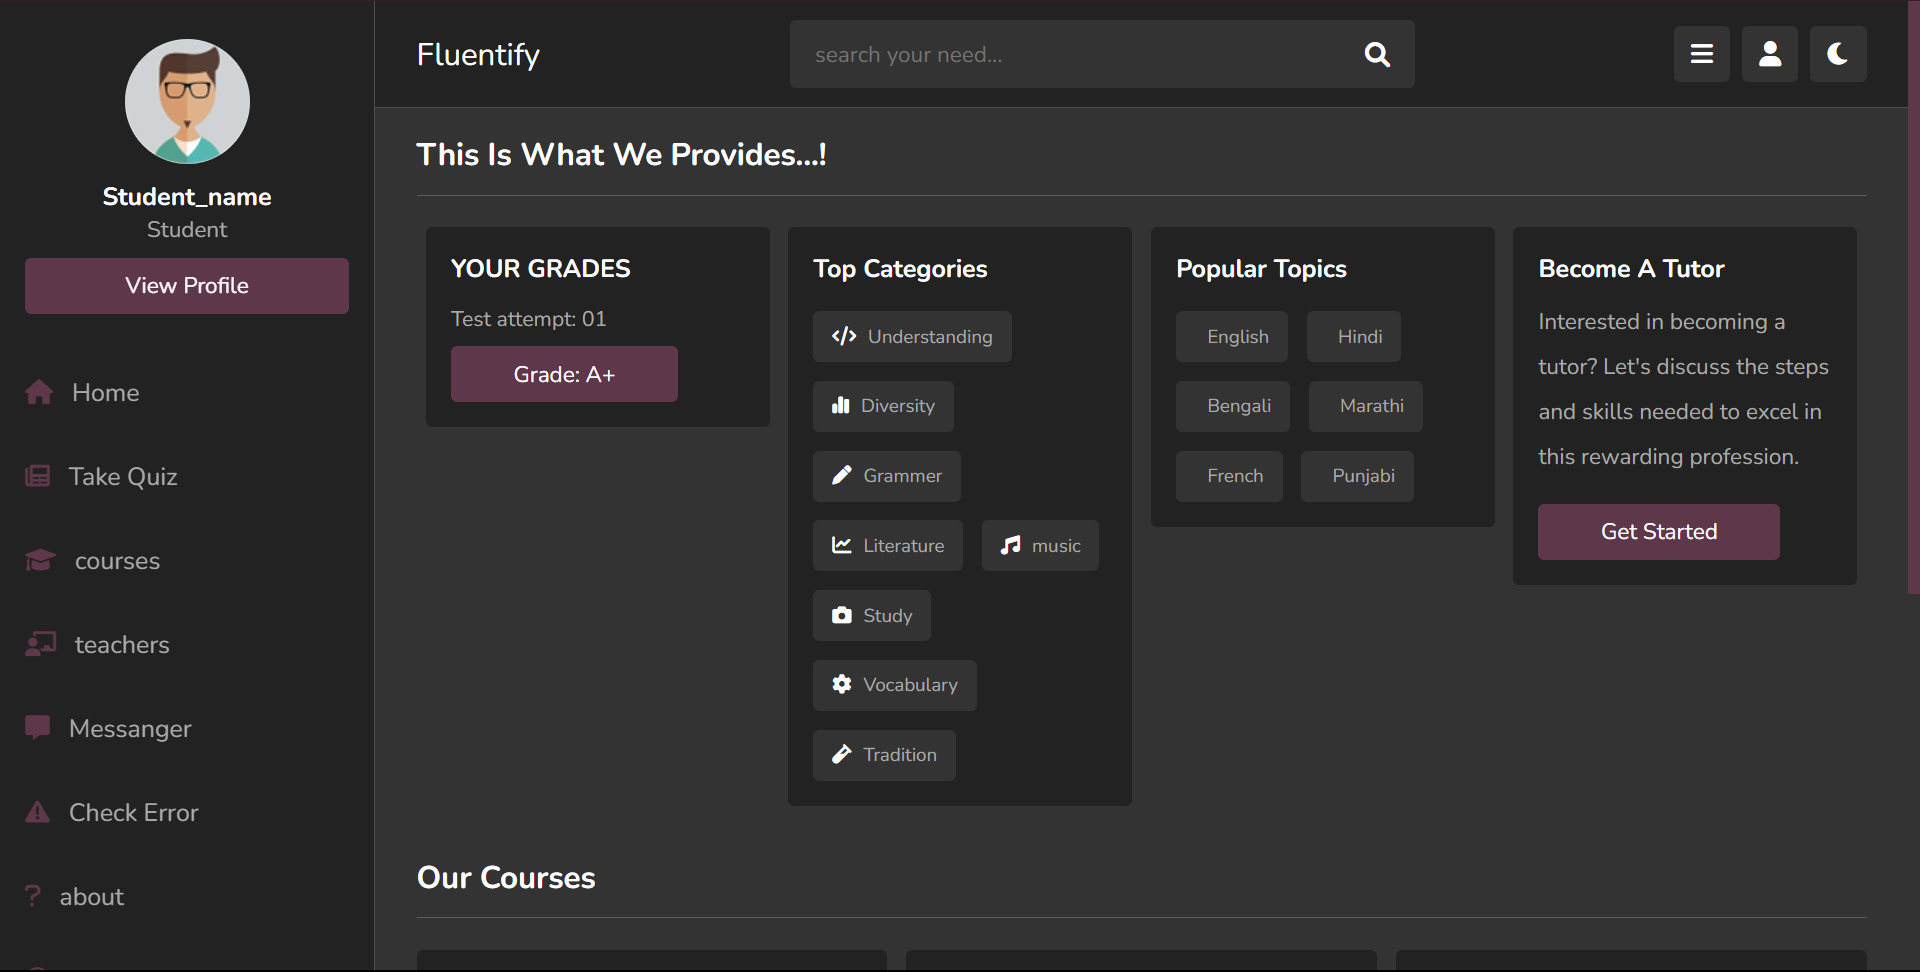 Student_name
Student
View Profile
Home
Take Quiz
courses
teachers
Messanger
Check Error
about
Fluentify
search your need...
This Is What We Provides...!
YOUR GRADES
Test attempt: 01
Grade: A+
Top Categories
Understanding
Diversity
Grammer
Literature
music
Study
Vocabulary
Tradition
Popular Topics
English
Hindi
Bengali
Marathi
French
Punjabi
Become A Tutor
Interested in becoming a
tutor? Let's discuss the steps
and skills needed to excel in
this rewarding profession.
Get Started
Our Courses